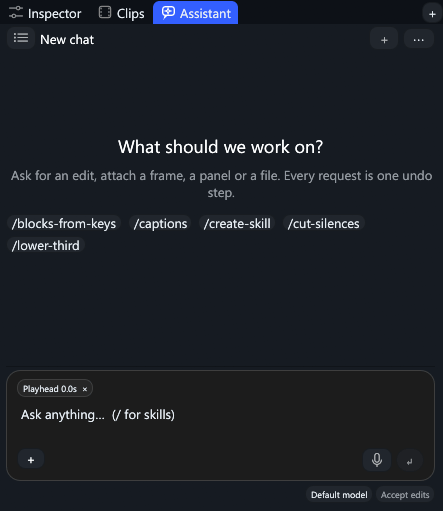 Inspector
Clips
Assistant
+
New chat
+
...
What should we work on?
Ask for an edit, attach a frame, a panel or a file. Every request is one undo
step.
/blocks-from-keys /captions /create-skill /cut-silences
/lower-third
Playhead 0.0s ×
Ask anything... (/ for skills)
+
Default model Accept edits